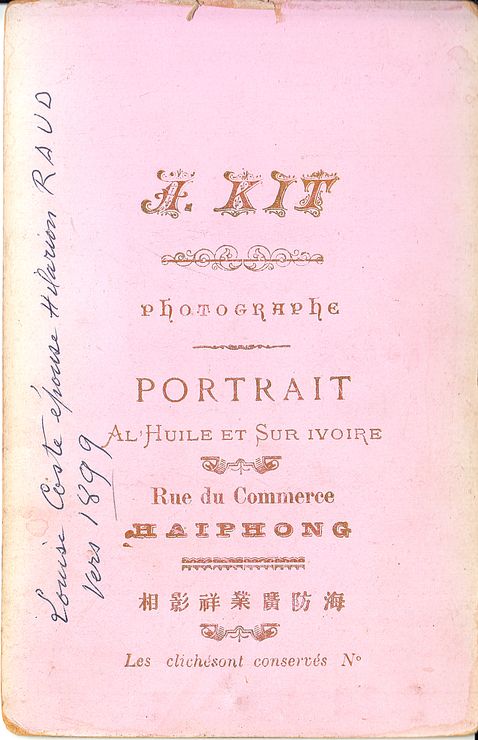 A. KIT
PHOTOGRAPHE
PORTRAIT
A L'HUILE ET SUR IVOIRE
Rue du Commerce
HAIPHONG
相影祥業廣防海
Les clichésont conservés Nº
Louise Coste épouse Hilarion RAUD
vers 1899